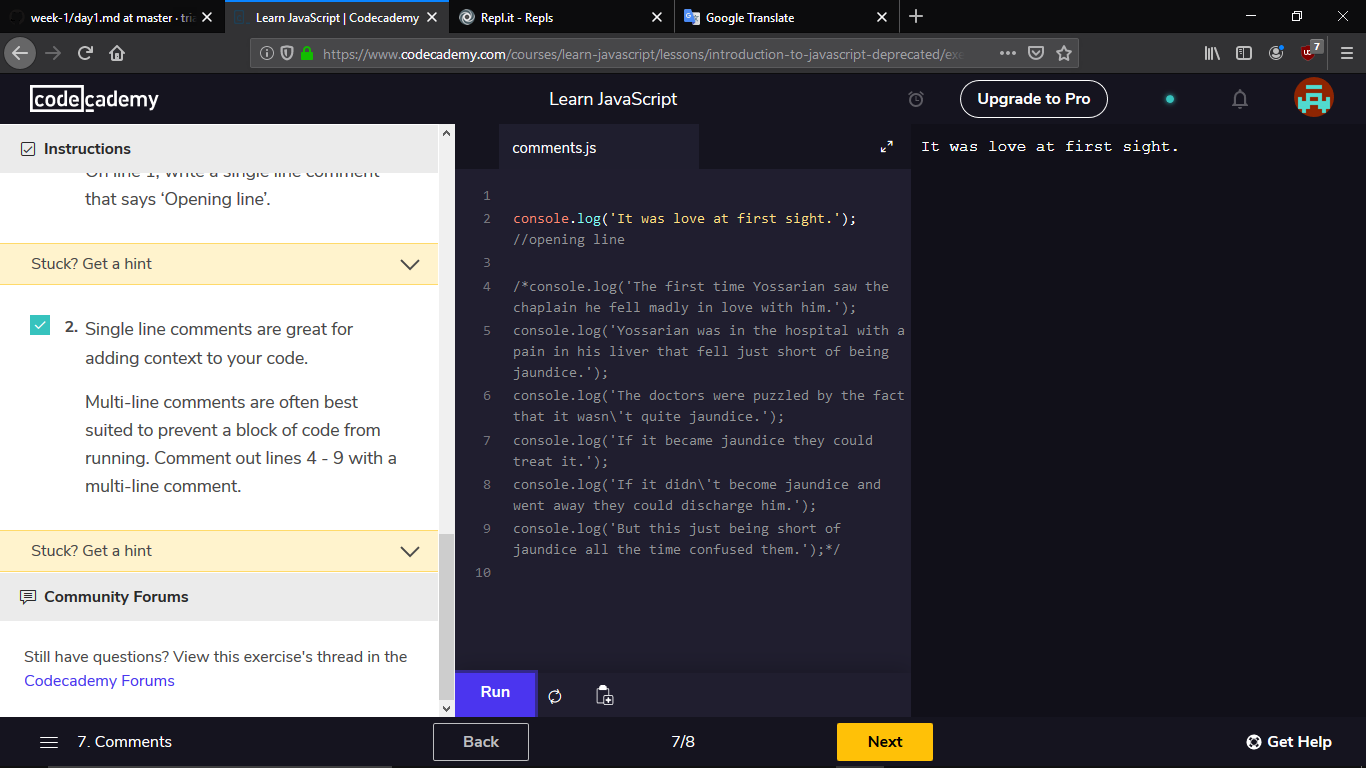 week-1/day1.md at master · tri
Learn JavaScript | Codecademy
Repl.it - Repls
Google Translate
https://www.codecademy.com/courses/learn-javascript/lessons/introduction-to-javascript-deprecated/exe
7
codecademy
Learn JavaScript
Upgrade to Pro
Instructions
On line 1, write a single line comment
that says ‘Opening line’.
Stuck? Get a hint
2. Single line comments are great for
adding context to your code.
Multi-line comments are often best
suited to prevent a block of code from
running. Comment out lines 4 - 9 with a
multi-line comment.
Stuck? Get a hint
Community Forums
Still have questions? View this exercise's thread in the
Codecademy Forums
comments.js
1
2 console.log('It was love at first sight.');
//opening line
3
4 /*console.log('The first time Yossarian saw the
chaplain he fell madly in love with him.');
5 console.log('Yossarian was in the hospital with a
pain in his liver that fell just short of being
jaundice.');
6 console.log('The doctors were puzzled by the fact
that it wasn\'t quite jaundice.');
7 console.log('If it became jaundice they could
treat it.');
8 console.log('If it didn\'t become jaundice and
went away they could discharge him.');
9 console.log('But this just being short of
jaundice all the time confused them.');*/
10
Run
It was love at first sight.
7. Comments
Back
7/8
Next
Get Help